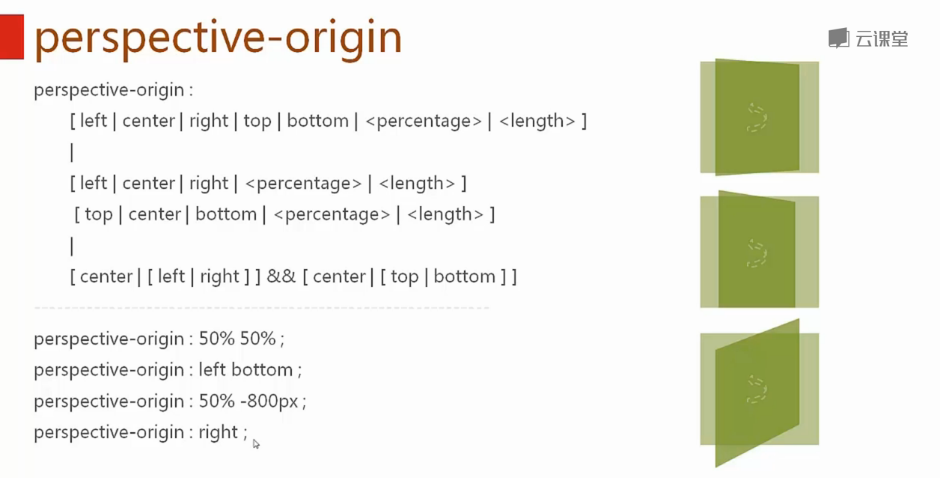 perspective-origin
云课堂
perspective-origin :
[ left | center | right | top | bottom | <percentage> | <length> ]
|
[ left | center | right | <percentage> | <length> ]
[ top | center | bottom | <percentage> | <length> ]
|
[ center | [ left | right ] ] && [ center | [ top | bottom ] ]
perspective-origin : 50% 50% ;
perspective-origin : left bottom ;
perspective-origin : 50% -800px ;
perspective-origin : right ;